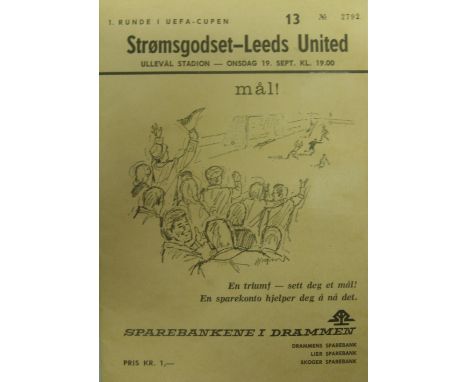 1. RUNDE I UEFA-CUPEN 13 № 2792
Strømsgodset–Leeds United
ULLEVÅL STADION — ONSDAG 19. SEPT. KL. 19.00
mål!
En triumf — sett deg et mål!
En sparekonto hjelper deg å nå det.
SPAREBANKENE I DRAMMEN
DRAMMENS SPAREBANK
LIER SPAREBANK
SKOGER SPAREBANK
PRIS KR. 1,—